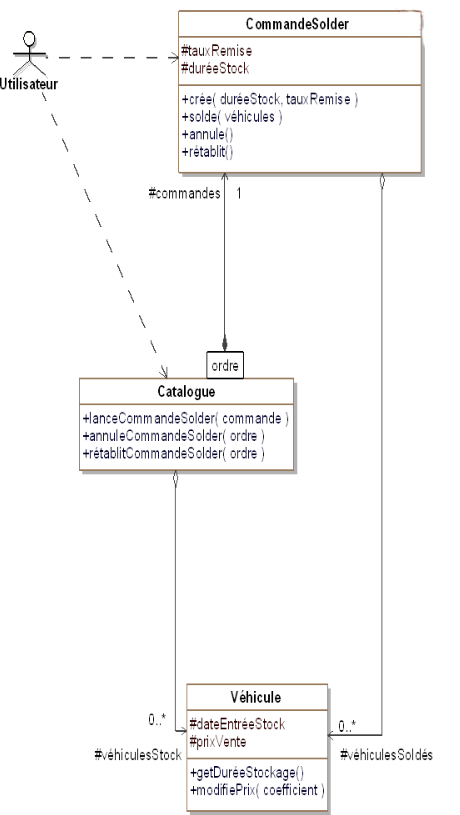 CommandeSolder
#tauxRemise
#duréeStock
Utilisateur
+crée( duréeStock, tauxRemise )
+solde( véhicules )
+annule()
+rétablit()
#commandes 1
ordre
Catalogue
+lanceCommandeSolder( commande )
+annuleCommandeSolder( ordre )
+rétablitCommandeSolder( ordre )
Véhicule
0..* #dateEntréeStock 0..*
#prixVente
#véhiculesStock #véhiculesSoldés
+getDuréeStockage()
+modifiePrix( coefficient )